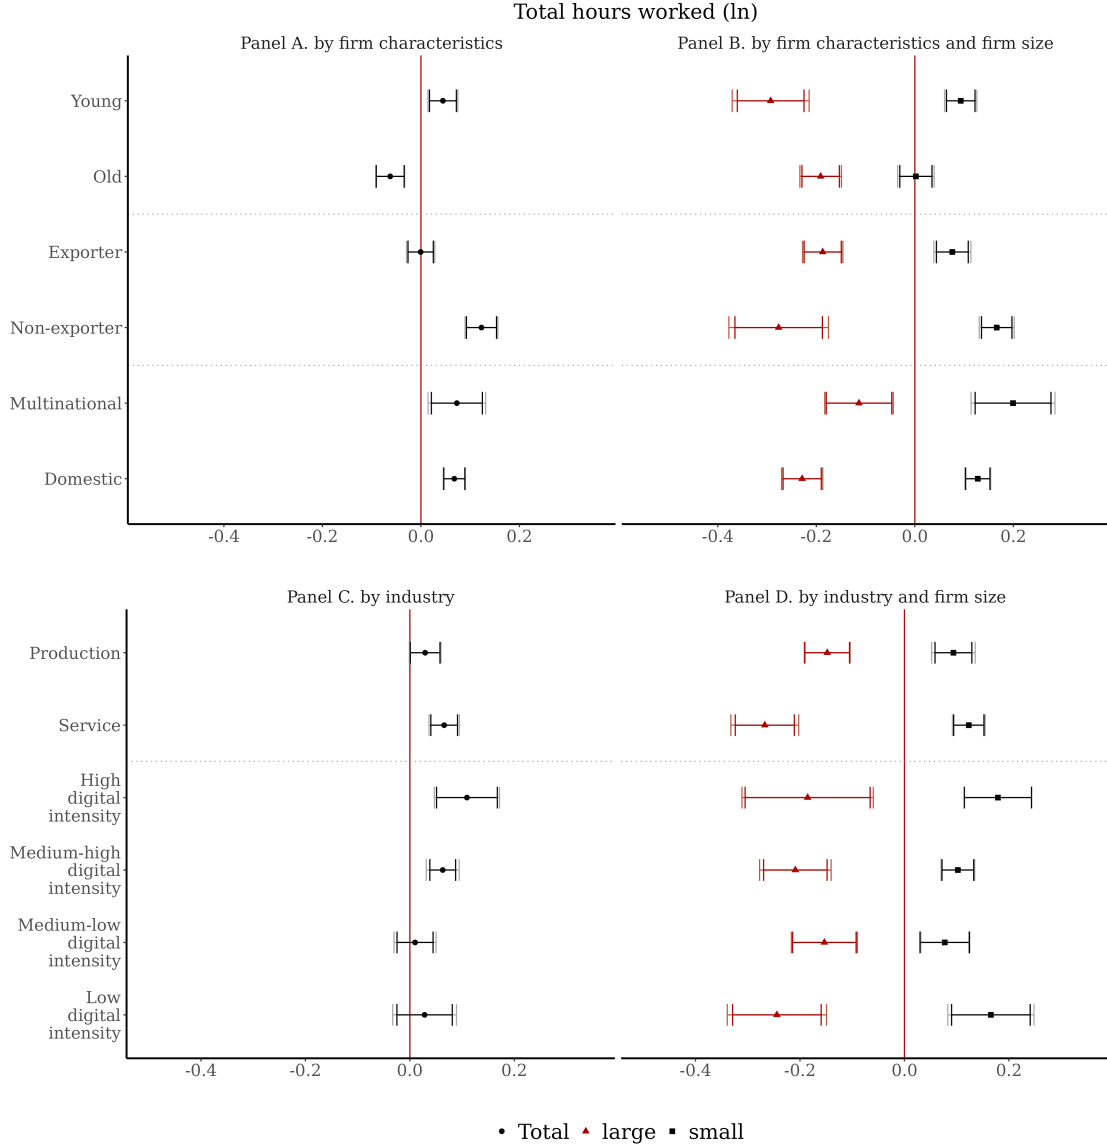 Total hours worked (ln)
Panel A. by firm characteristics
Panel B. by firm characteristics and firm size
Young
Old
Exporter
Non-exporter
Multinational
Domestic
-0.4 -0.2 0.0 0.2
-0.4 -0.2 0.0 0.2
Panel C. by industry
Panel D. by industry and firm size
Production
Service
High
digital
intensity
Medium-high
digital
intensity
Medium-low
digital
intensity
Low
digital
intensity
-0.4 -0.2 0.0 0.2
-0.4 -0.2 0.0 0.2
Total large small